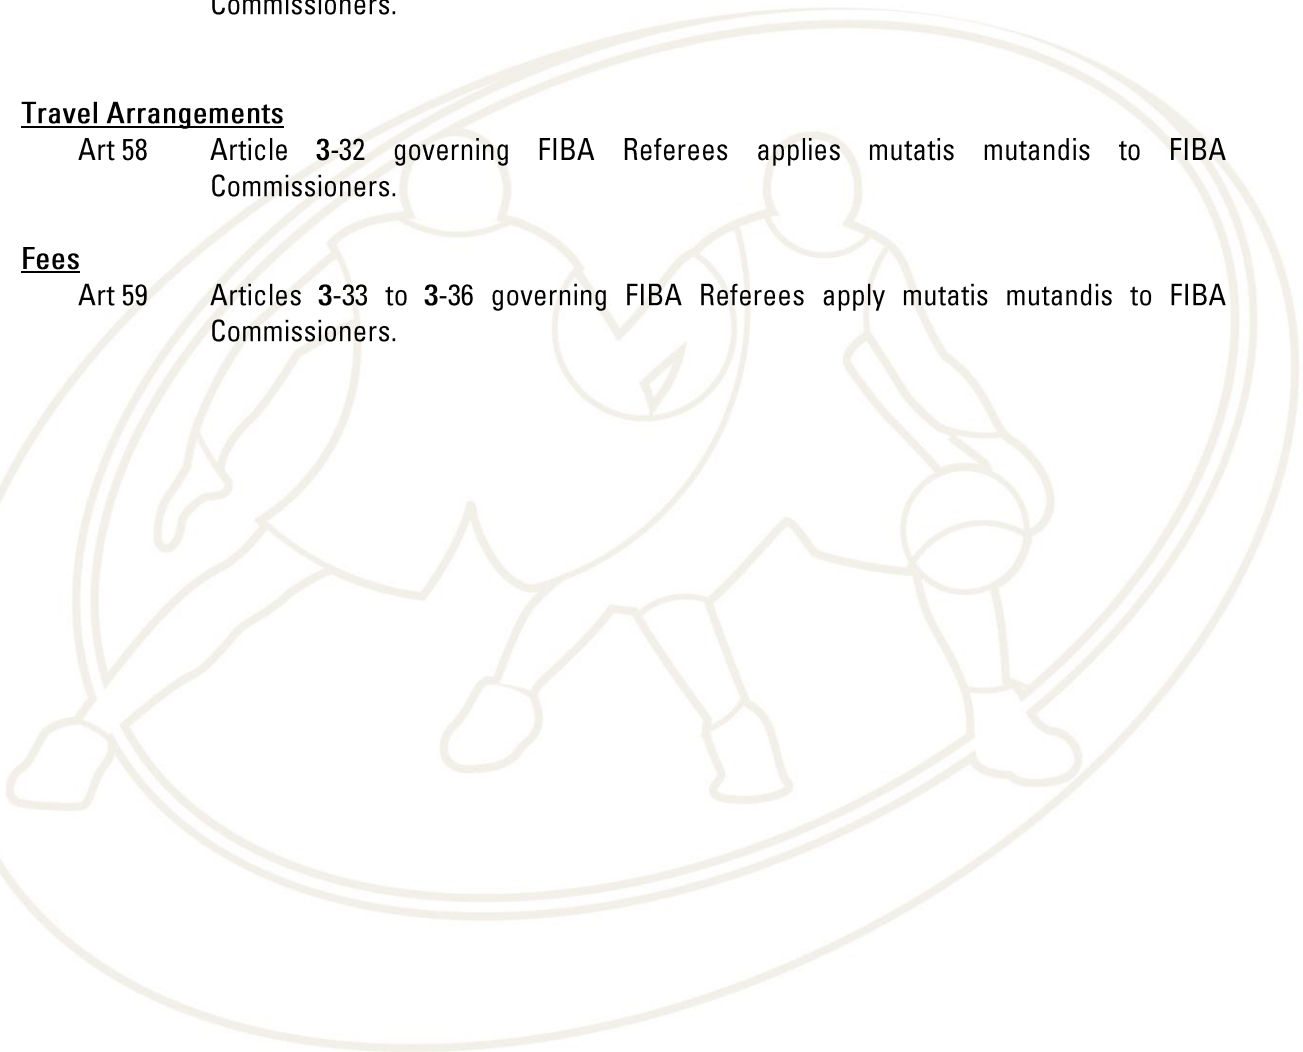 Commissioners.
Travel Arrangements
Art 58 Article 3-32 governing FIBA Referees applies mutatis mutandis to FIBA
Commissioners.
Fees
Art 59 Articles 3-33 to 3-36 governing FIBA Referees apply mutatis mutandis to FIBA
Commissioners.